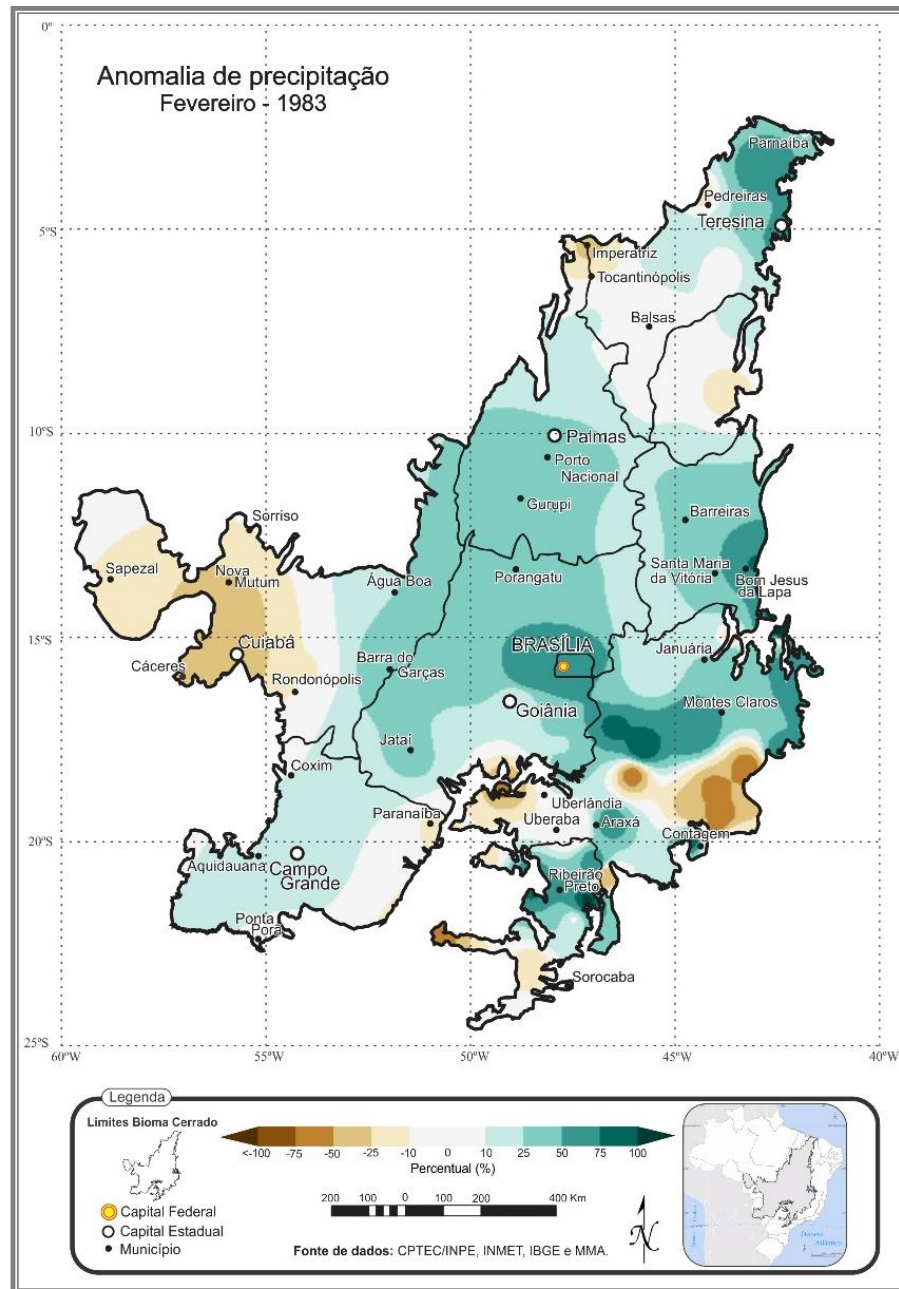 Anomalia de precipitação
Fevereiro - 1983
0°
Parnaíba
Pedreiras
Teresina
5°S
Imperatriz
Tocantinópolis
Balsas
10°S
Palmas
Porto
Nacional
Gurupi
Sorriso
Barreiras
Sapezal
Nova
Mutum
Água Boa
Porangatu
Santa Maria
da Vitória
Bom Jesus
da Lapa
15°S
Cuiabá
BRASÍLIA
Januária
Cáceres
Barra do
Garças
Rondonópolis
Goiânia
Montes Claros
Jataí
Coxim
Paranaíba
Uberlândia
Uberaba
Araxá
Contagem
20°S
Aquidauana
Campo
Grande
Ribeirão
Preto
Ponta
Porã
Sorocaba
25°S
60°W 55°W 50°W 45°W 40°W
Legenda
Limites Bioma Cerrado
<-100 -75 -50 -25 -10 0 10 25 50 75 100
Percentual (%)
Capital Federal
Capital Estadual
Município
200 100 0 100 200 400 Km
N
Fonte de dados: CPTEC/INPE, INMET, IBGE e MMA.
Oceano
Atlântico